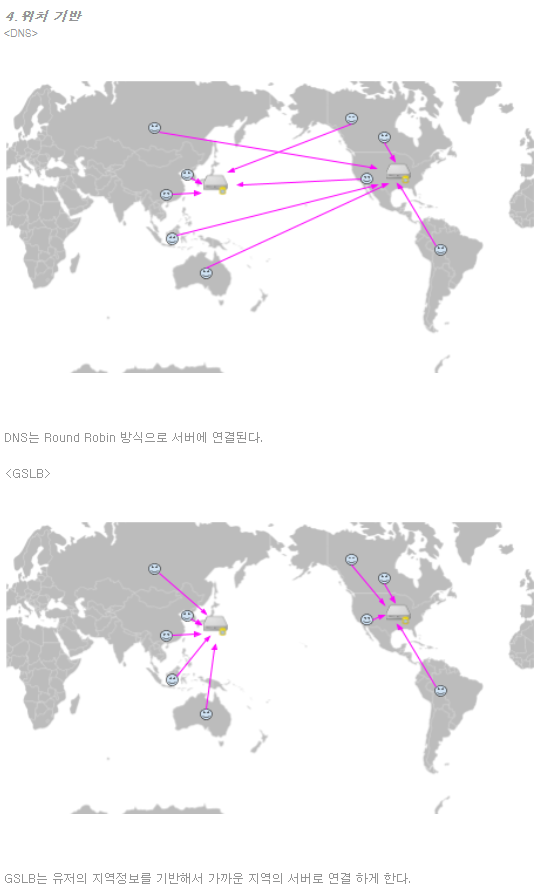 4. 위치 기반
<DNS>
DNS는 Round Robin 방식으로 서버에 연결된다.
<GSLB>
GSLB는 유저의 지역정보를 기반해서 가까운 지역의 서버로 연결 하게 한다.